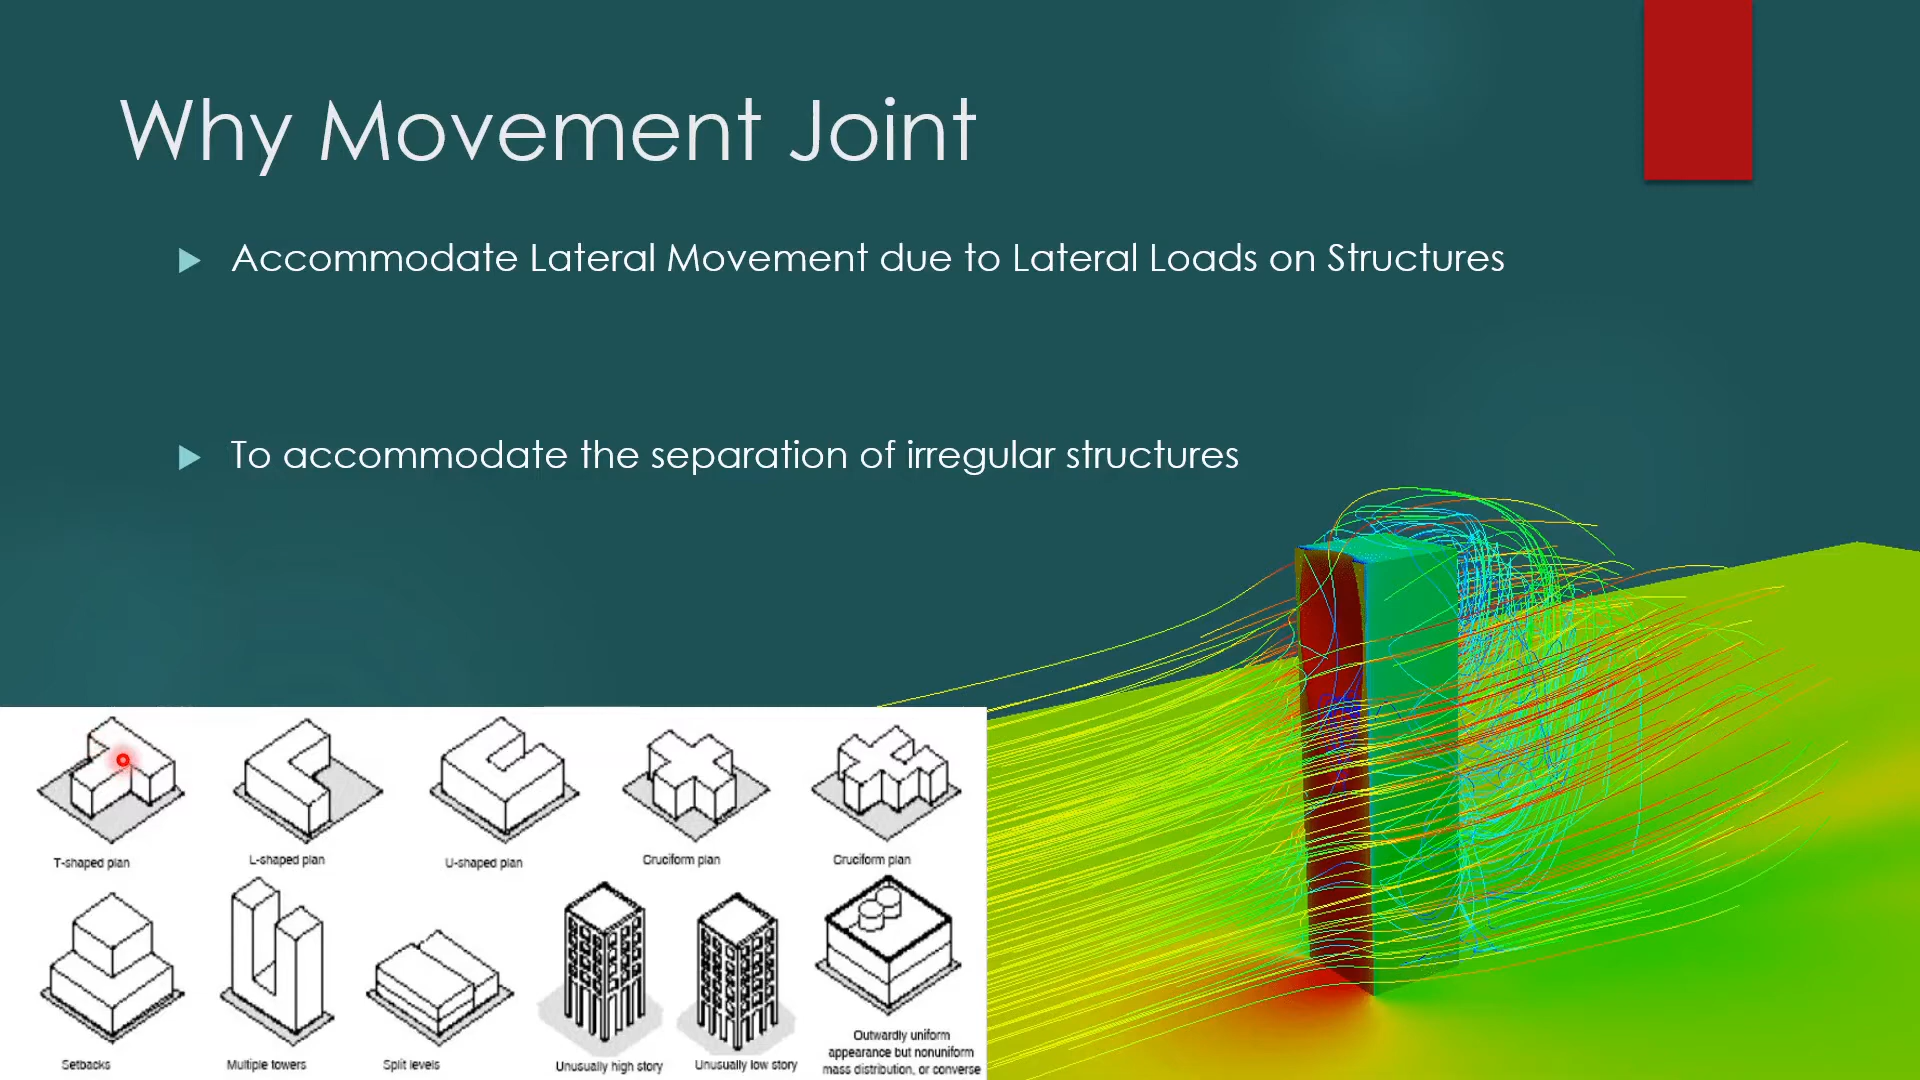 Why Movement Joint
Accommodate Lateral Movement due to Lateral Loads on Structures
To accommodate the separation of irregular structures
T-shaped plan
L-shaped plan
U-shaped plan
Cruciform plan
Cruciform plan
Setbacks
Multiple towers
Split levels
Unusually high story
Unusually low story
Outwardly uniform
appearance but nonuniform
mass distribution, or converse